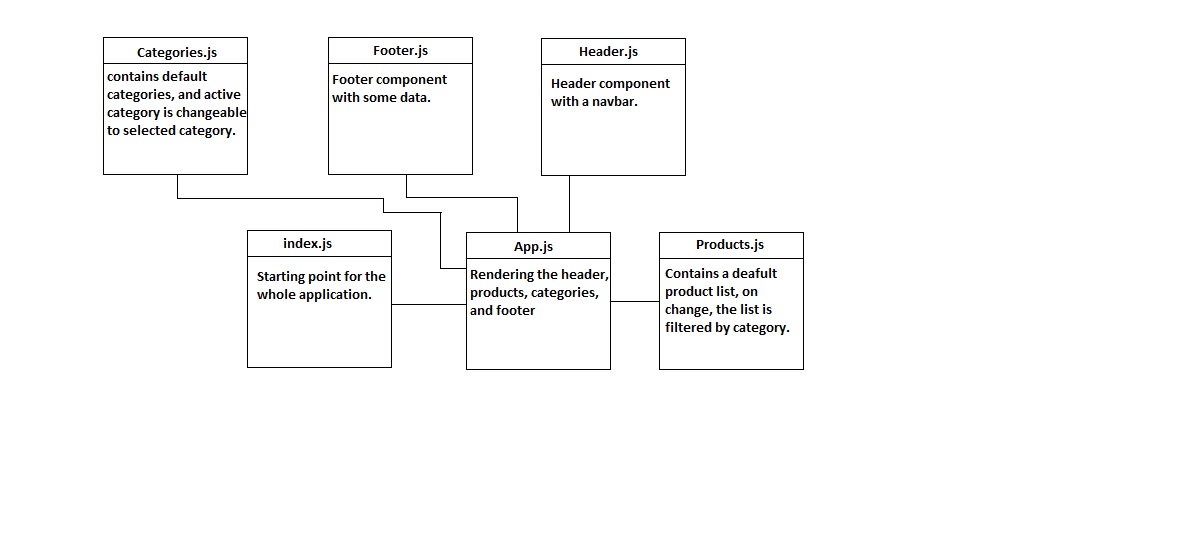 Categories.js
contains default
categories, and active
category is changeable
to selected category.
Footer.js
Footer component
with some data.
Header.js
Header component
with a navbar.
index.js
Starting point for the
whole application.
App.js
Rendering the header,
products, categories,
and footer
Products.js
Contains a deafult
product list, on
change, the list is
filtered by category.